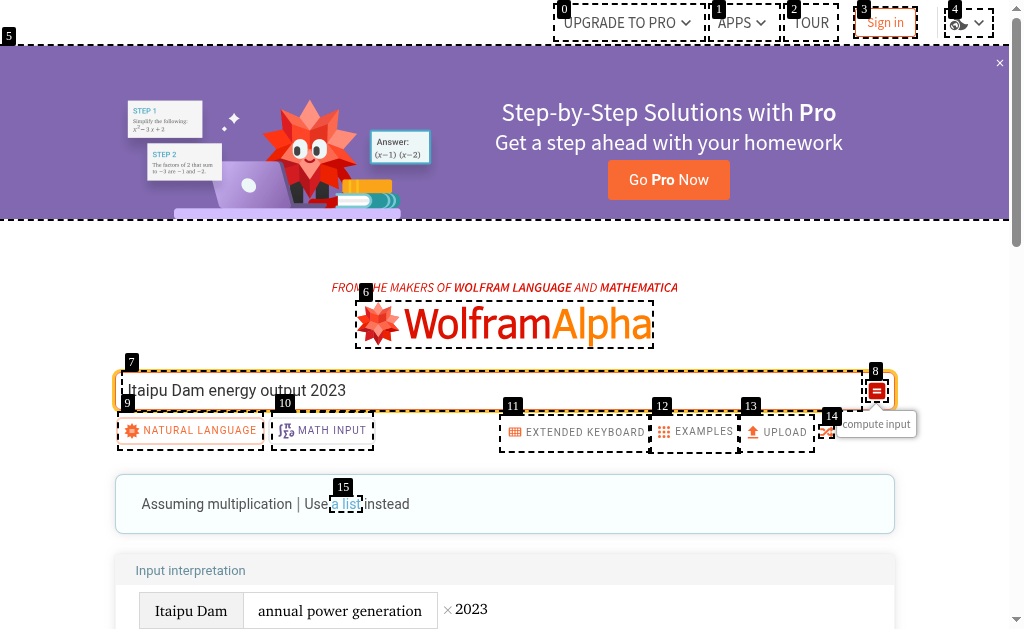 UPGRADE TO PRO
APPS
TOUR
Sign in
0
1
2
3
4
5
×
STEP 1
Simplify the following:
x² − 3 x + 2
STEP 2
The factors of 2 that sum
to −3 are −1 and −2.
Answer:
(x−1) (x−2)
Step-by-Step Solutions with Pro
Get a step ahead with your homework
Go Pro Now
FROM THE MAKERS OF WOLFRAM LANGUAGE AND MATHEMATICA
6
WolframAlpha
7
8
Itaipu Dam energy output 2023
=
9
10
11
12
13
14
NATURAL LANGUAGE
MATH INPUT
EXTENDED KEYBOARD
EXAMPLES
UPLOAD
compute input
15
Assuming multiplication | Use a list instead
Input interpretation
Itaipu Dam annual power generation × 2023